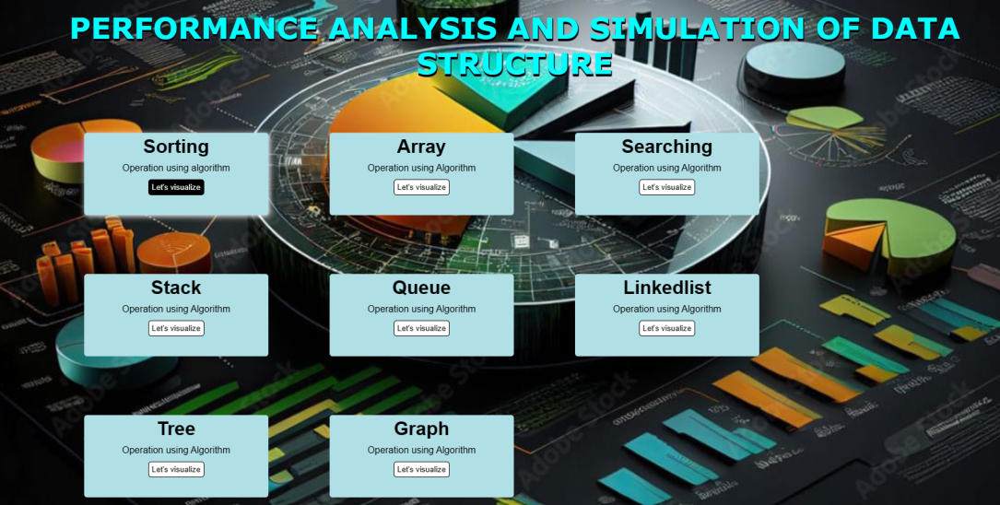 PERFORMANCE ANALYSIS AND SIMULATION OF DATA
STRUCTURE
Sorting
Operation using algorithm
Let's visualize
Array
Operation using Algorithm
Let's visualize
Searching
Operation using Algorithm
Let's visualize
Stack
Operation using Algorithm
Let's visualize
Queue
Operation using Algorithm
Let's visualize
Linkedlist
Operation using Algorithm
Let's visualize
Tree
Operation using Algorithm
Let's visualize
Graph
Operation using Algorithm
Let's visualize
Adobe Stock